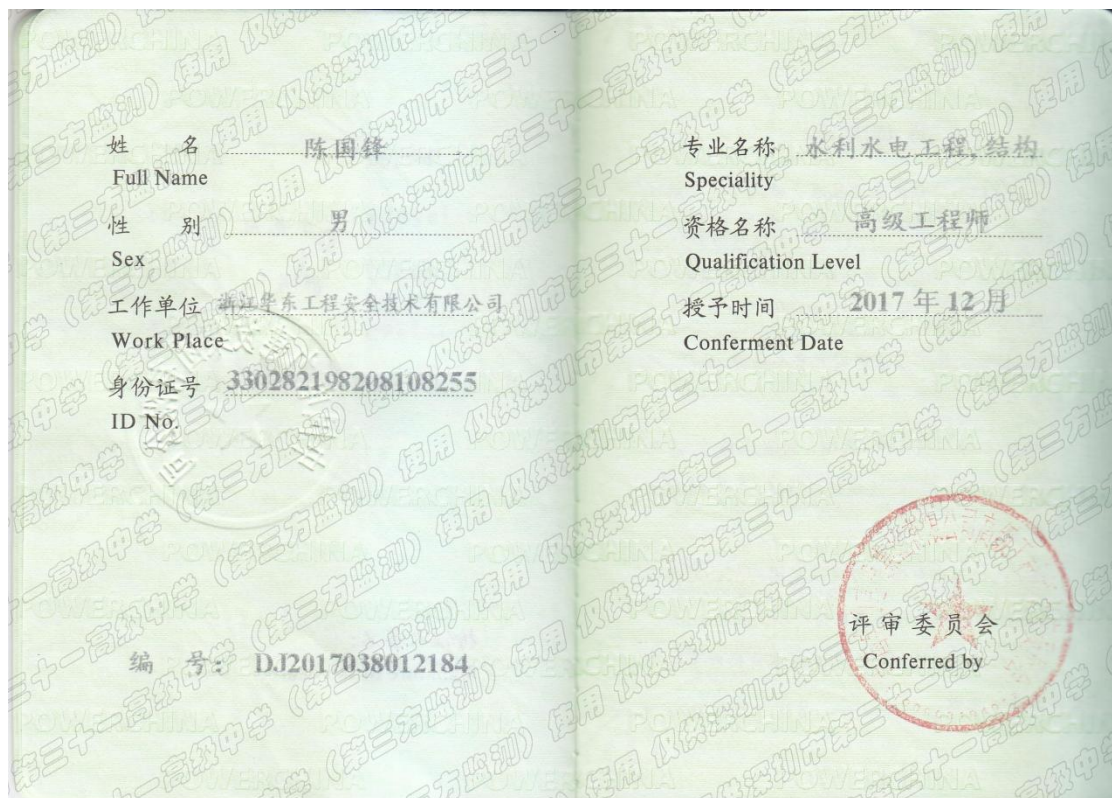 姓 名 陈国锋
Full Name
性 别 男
Sex
工作单位 浙江华东工程安全技术有限公司
Work Place
身份证号 330282198208108255
ID No.
编 号: DJ2017038012184
专业名称 水利水电工程,结构
Speciality
资格名称 高级工程师
Qualification Level
授予时间 2017 年 12 月
Conferment Date
评审委员会
Conferred by
POWERCHINA
仅供深圳市第三十一高级中学(第三方监测)使用